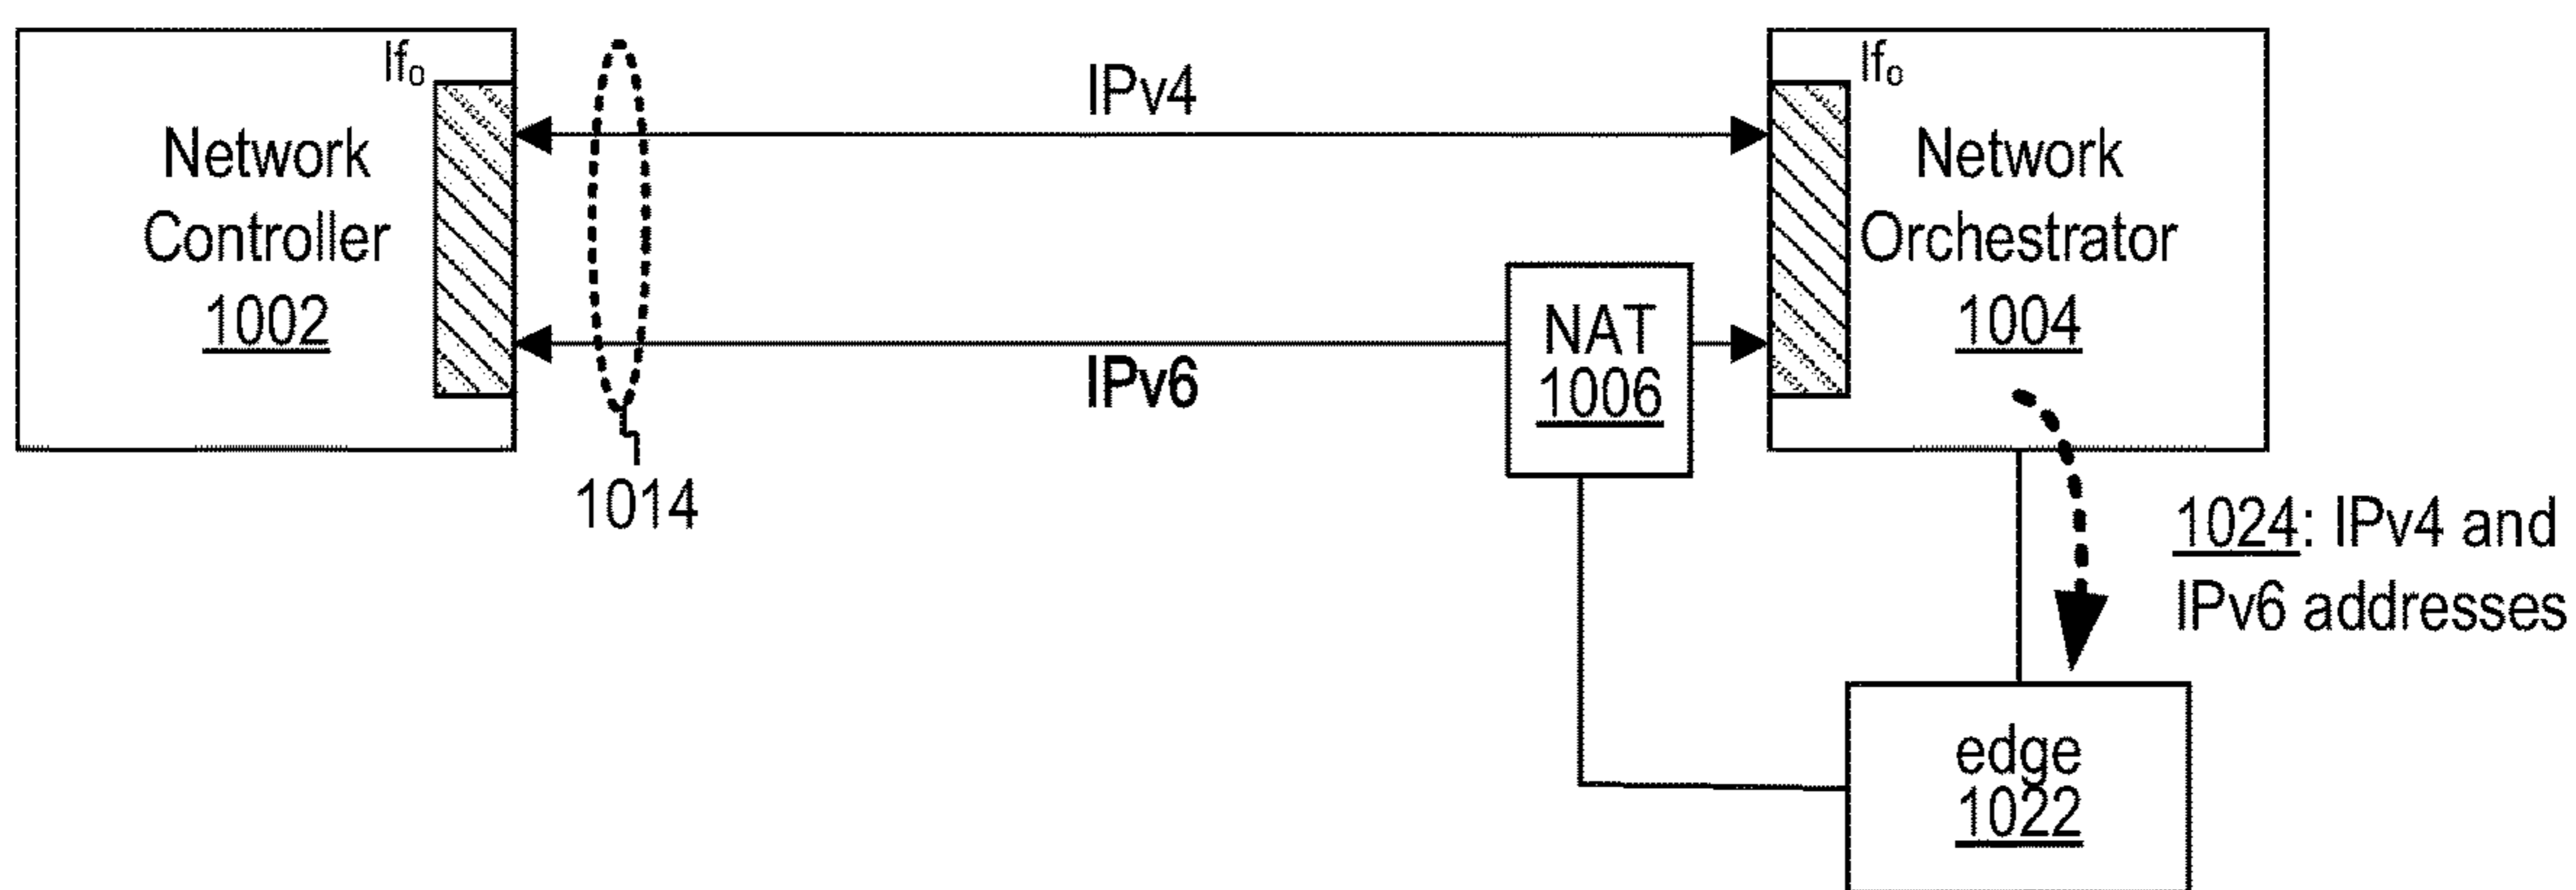 If₀
Network
Controller
1002
IPv4
IPv6
1014
NAT
1006
If₀
Network
Orchestrator
1004
1024: IPv4 and
IPv6 addresses
edge
1022